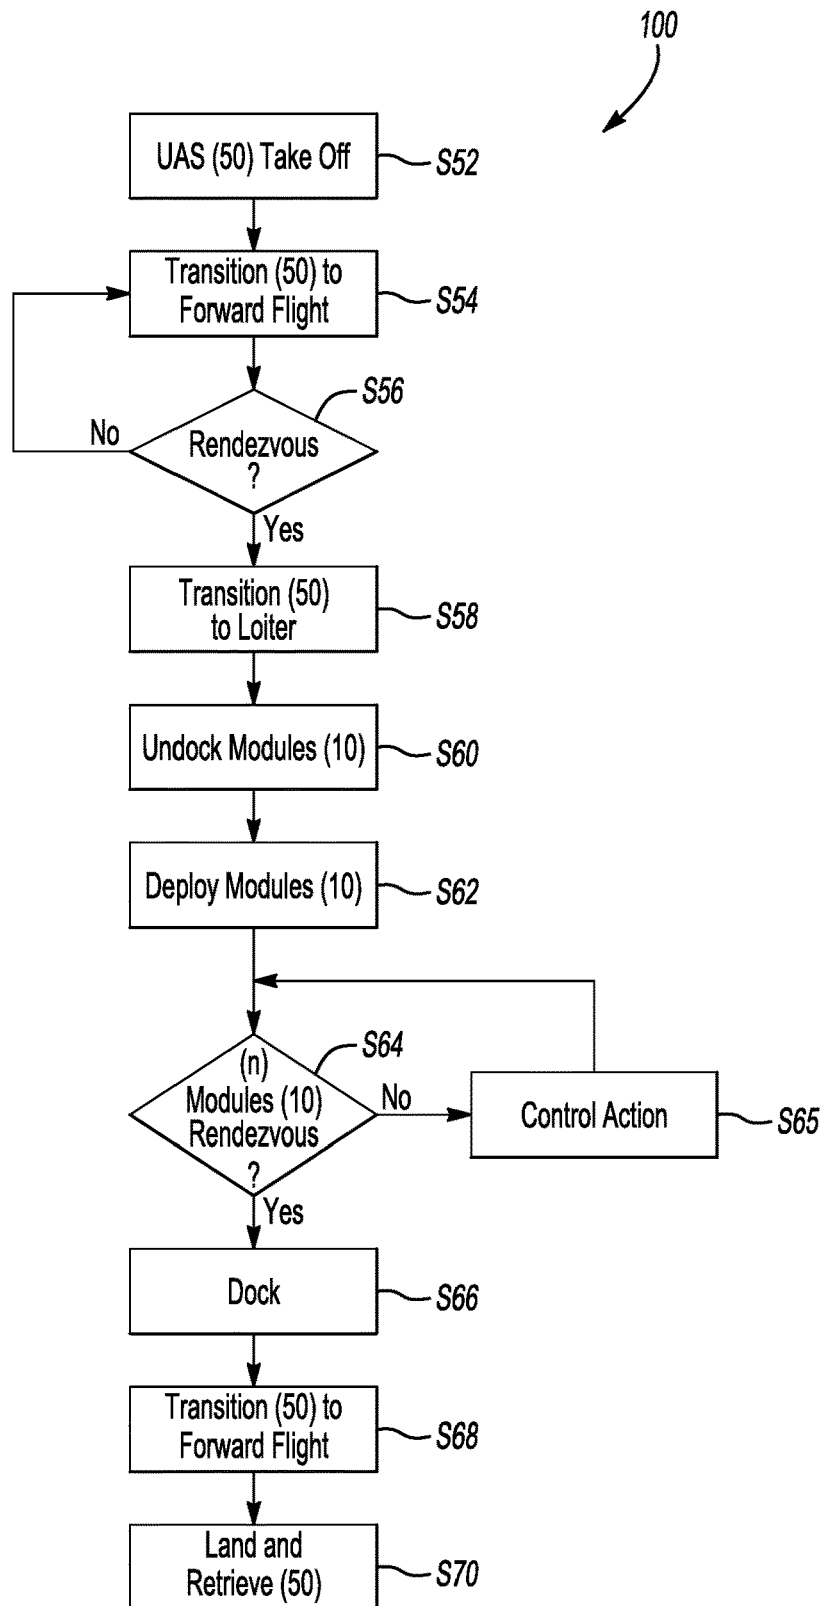 100
UAS (50) Take Off
S52
Transition (50) to
Forward Flight
S54
S56
No
Rendezvous
?
Yes
Transition (50)
to Loiter
S58
Undock Modules (10)
S60
Deploy Modules (10)
S62
(n)
S64
Modules (10)
Rendezvous
?
No
Control Action
S65
Yes
Dock
S66
Transition (50) to
Forward Flight
S68
Land and
Retrieve (50)
S70